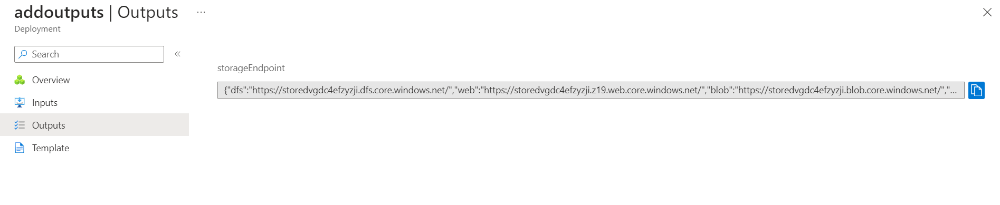 addoutputs | Outputs ...
Deployment
Search «
Overview
Inputs
Outputs
Template
storageEndpoint
{"dfs":"https://storedvgdc4efzyzji.dfs.core.windows.net/","web":"https://storedvgdc4efzyzji.z19.web.core.windows.net/","blob":"https://storedvgdc4efzyzji.blob.core.windows.net/","...